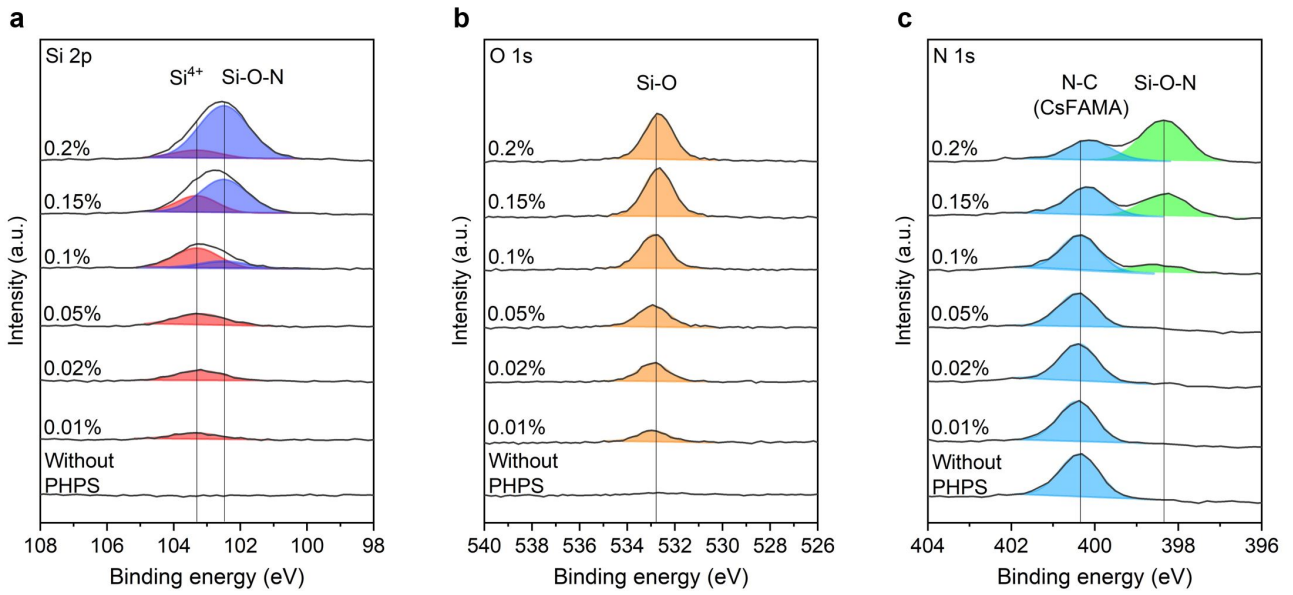 a
Si 2p
Si⁴⁺ Si-O-N
0.2%
0.15%
0.1%
0.05%
0.02%
0.01%
Without
PHPS
Intensity (a.u.)
108 106 104 102 100 98
Binding energy (eV)
b
O 1s
Si-O
0.2%
0.15%
0.1%
0.05%
0.02%
0.01%
Without
PHPS
Intensity (a.u.)
540 538 536 534 532 530 528 526
Binding energy (eV)
c
N 1s
N-C Si-O-N
(CsFAMA)
0.2%
0.15%
0.1%
0.05%
0.02%
0.01%
Without
PHPS
Intensity (a.u.)
404 402 400 398 396
Binding energy (eV)